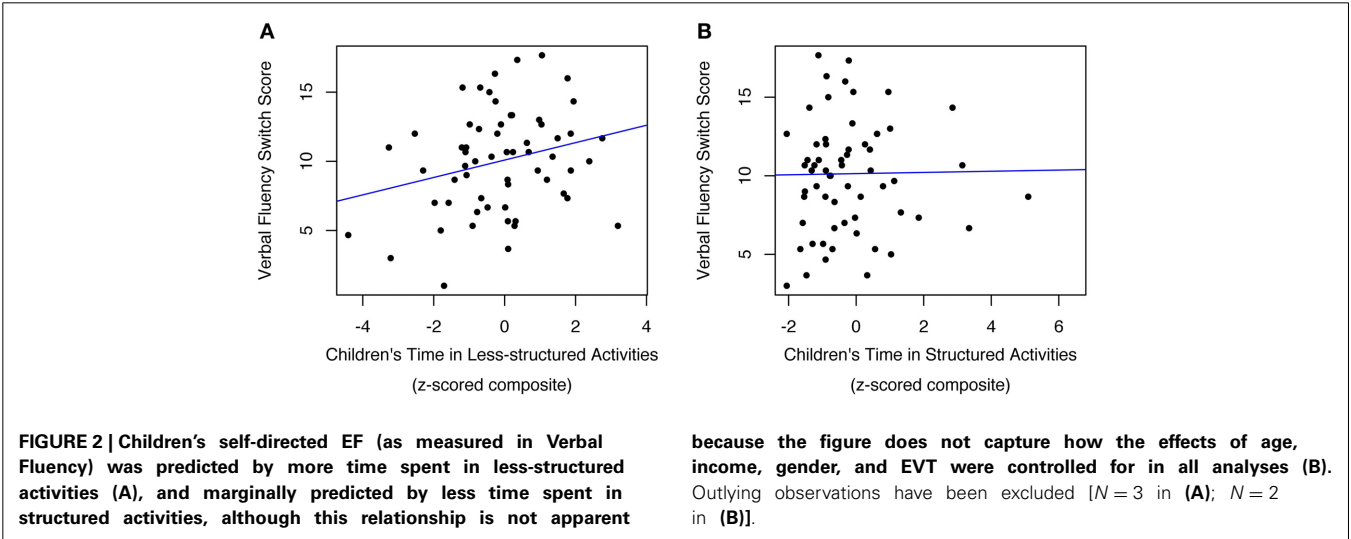 A
B
Verbal Fluency Switch Score
15
10
5
-4 -2 0 2 4
Children's Time in Less-structured Activities
(z-scored composite)
Verbal Fluency Switch Score
15
10
5
-2 0 2 4 6
Children's Time in Structured Activities
(z-scored composite)
FIGURE 2 | Children's self-directed EF (as measured in Verbal
Fluency) was predicted by more time spent in less-structured
activities (A), and marginally predicted by less time spent in
structured activities, although this relationship is not apparent
because the figure does not capture how the effects of age,
income, gender, and EVT were controlled for in all analyses (B).
Outlying observations have been excluded [N = 3 in (A); N = 2
in (B)].